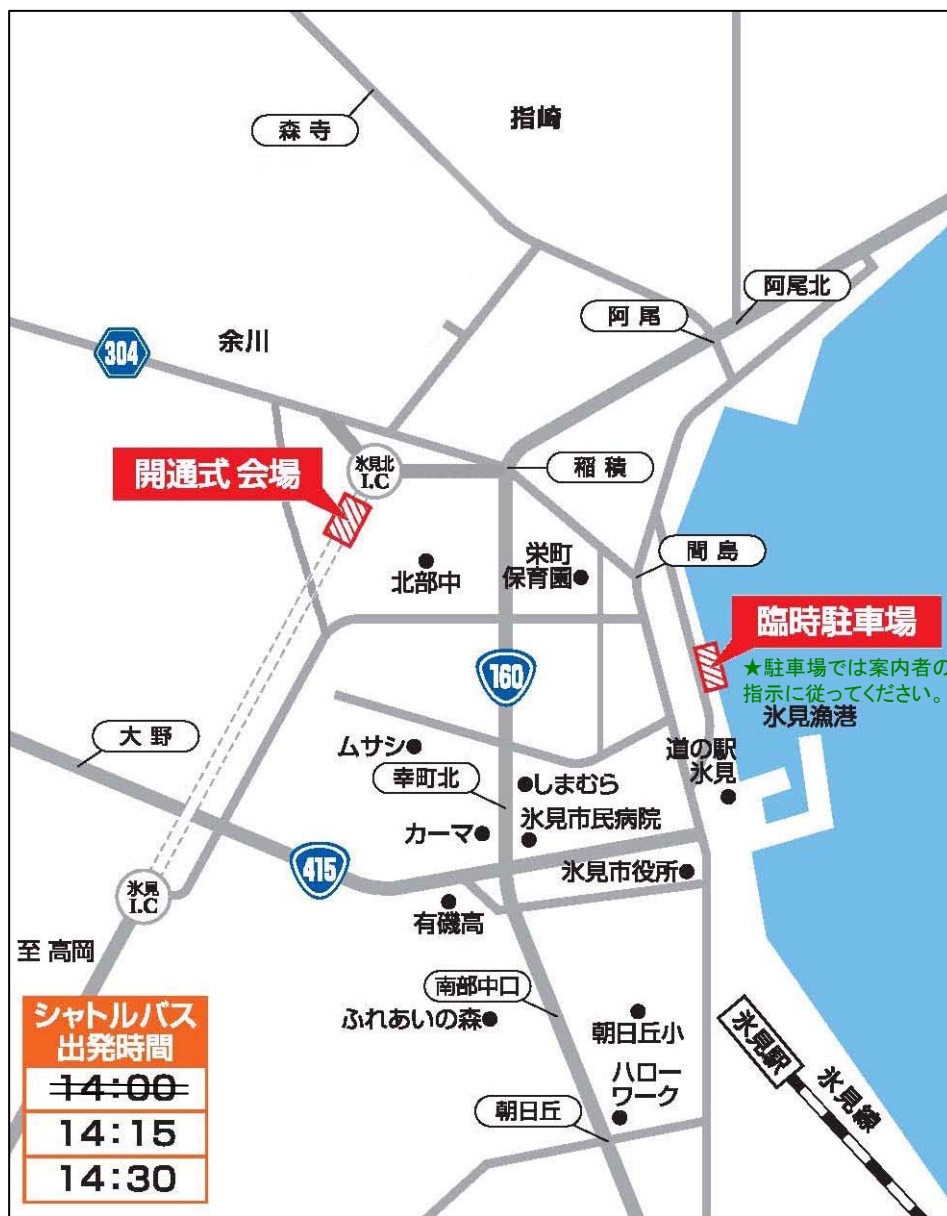 森寺
指崎
阿尾北
阿尾
304
余川
開通式 会場
氷見北
I.C
稲積
間島
北部中
栄町
保育園
臨時駐車場
★駐車場では案内者の
指示に従ってください。
氷見漁港
160
大野
ムサシ
道の駅
氷見
幸町北
しまむら
カーマ
氷見市民病院
415
氷見市役所
氷見
I.C
有磯高
至 高岡
南部中口
ふれあいの森
朝日丘小
シャトルバス
出発時間
14:00
14:15
14:30
ハロー
ワーク
朝日丘
氷見駅
氷見線